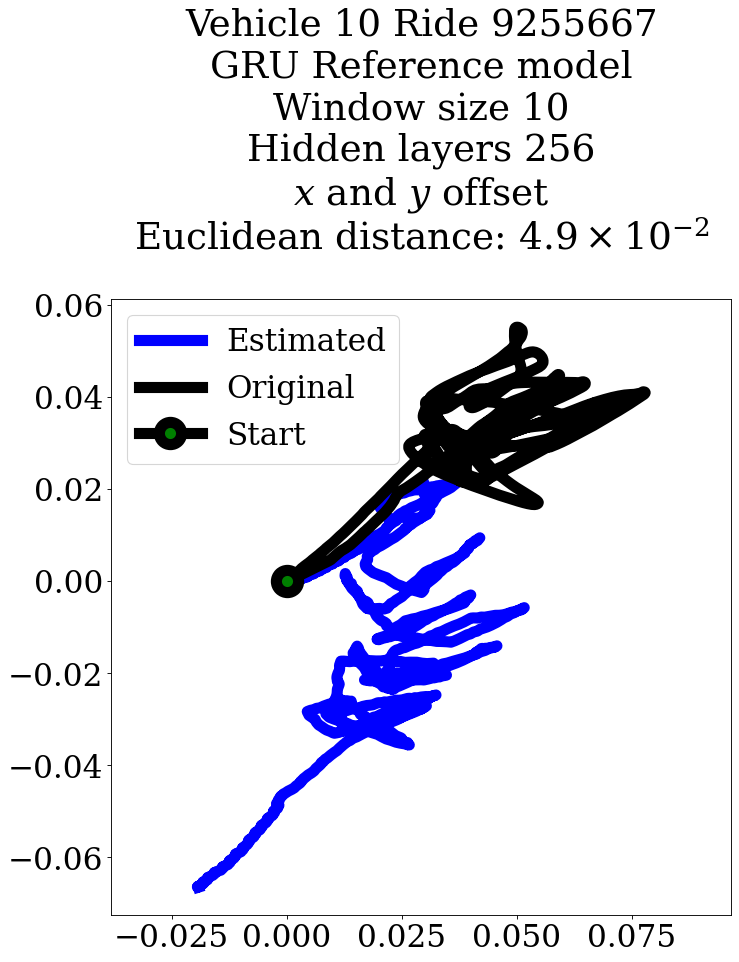 Vehicle 10 Ride 9255667
GRU Reference model
Window size 10
Hidden layers 256
x and y offset
Euclidean distance: 4.9 × 10⁻²
Estimated
Original
Start
0.06
0.04
0.02
0.00
−0.02
−0.04
−0.06
−0.025 0.000 0.025 0.050 0.075